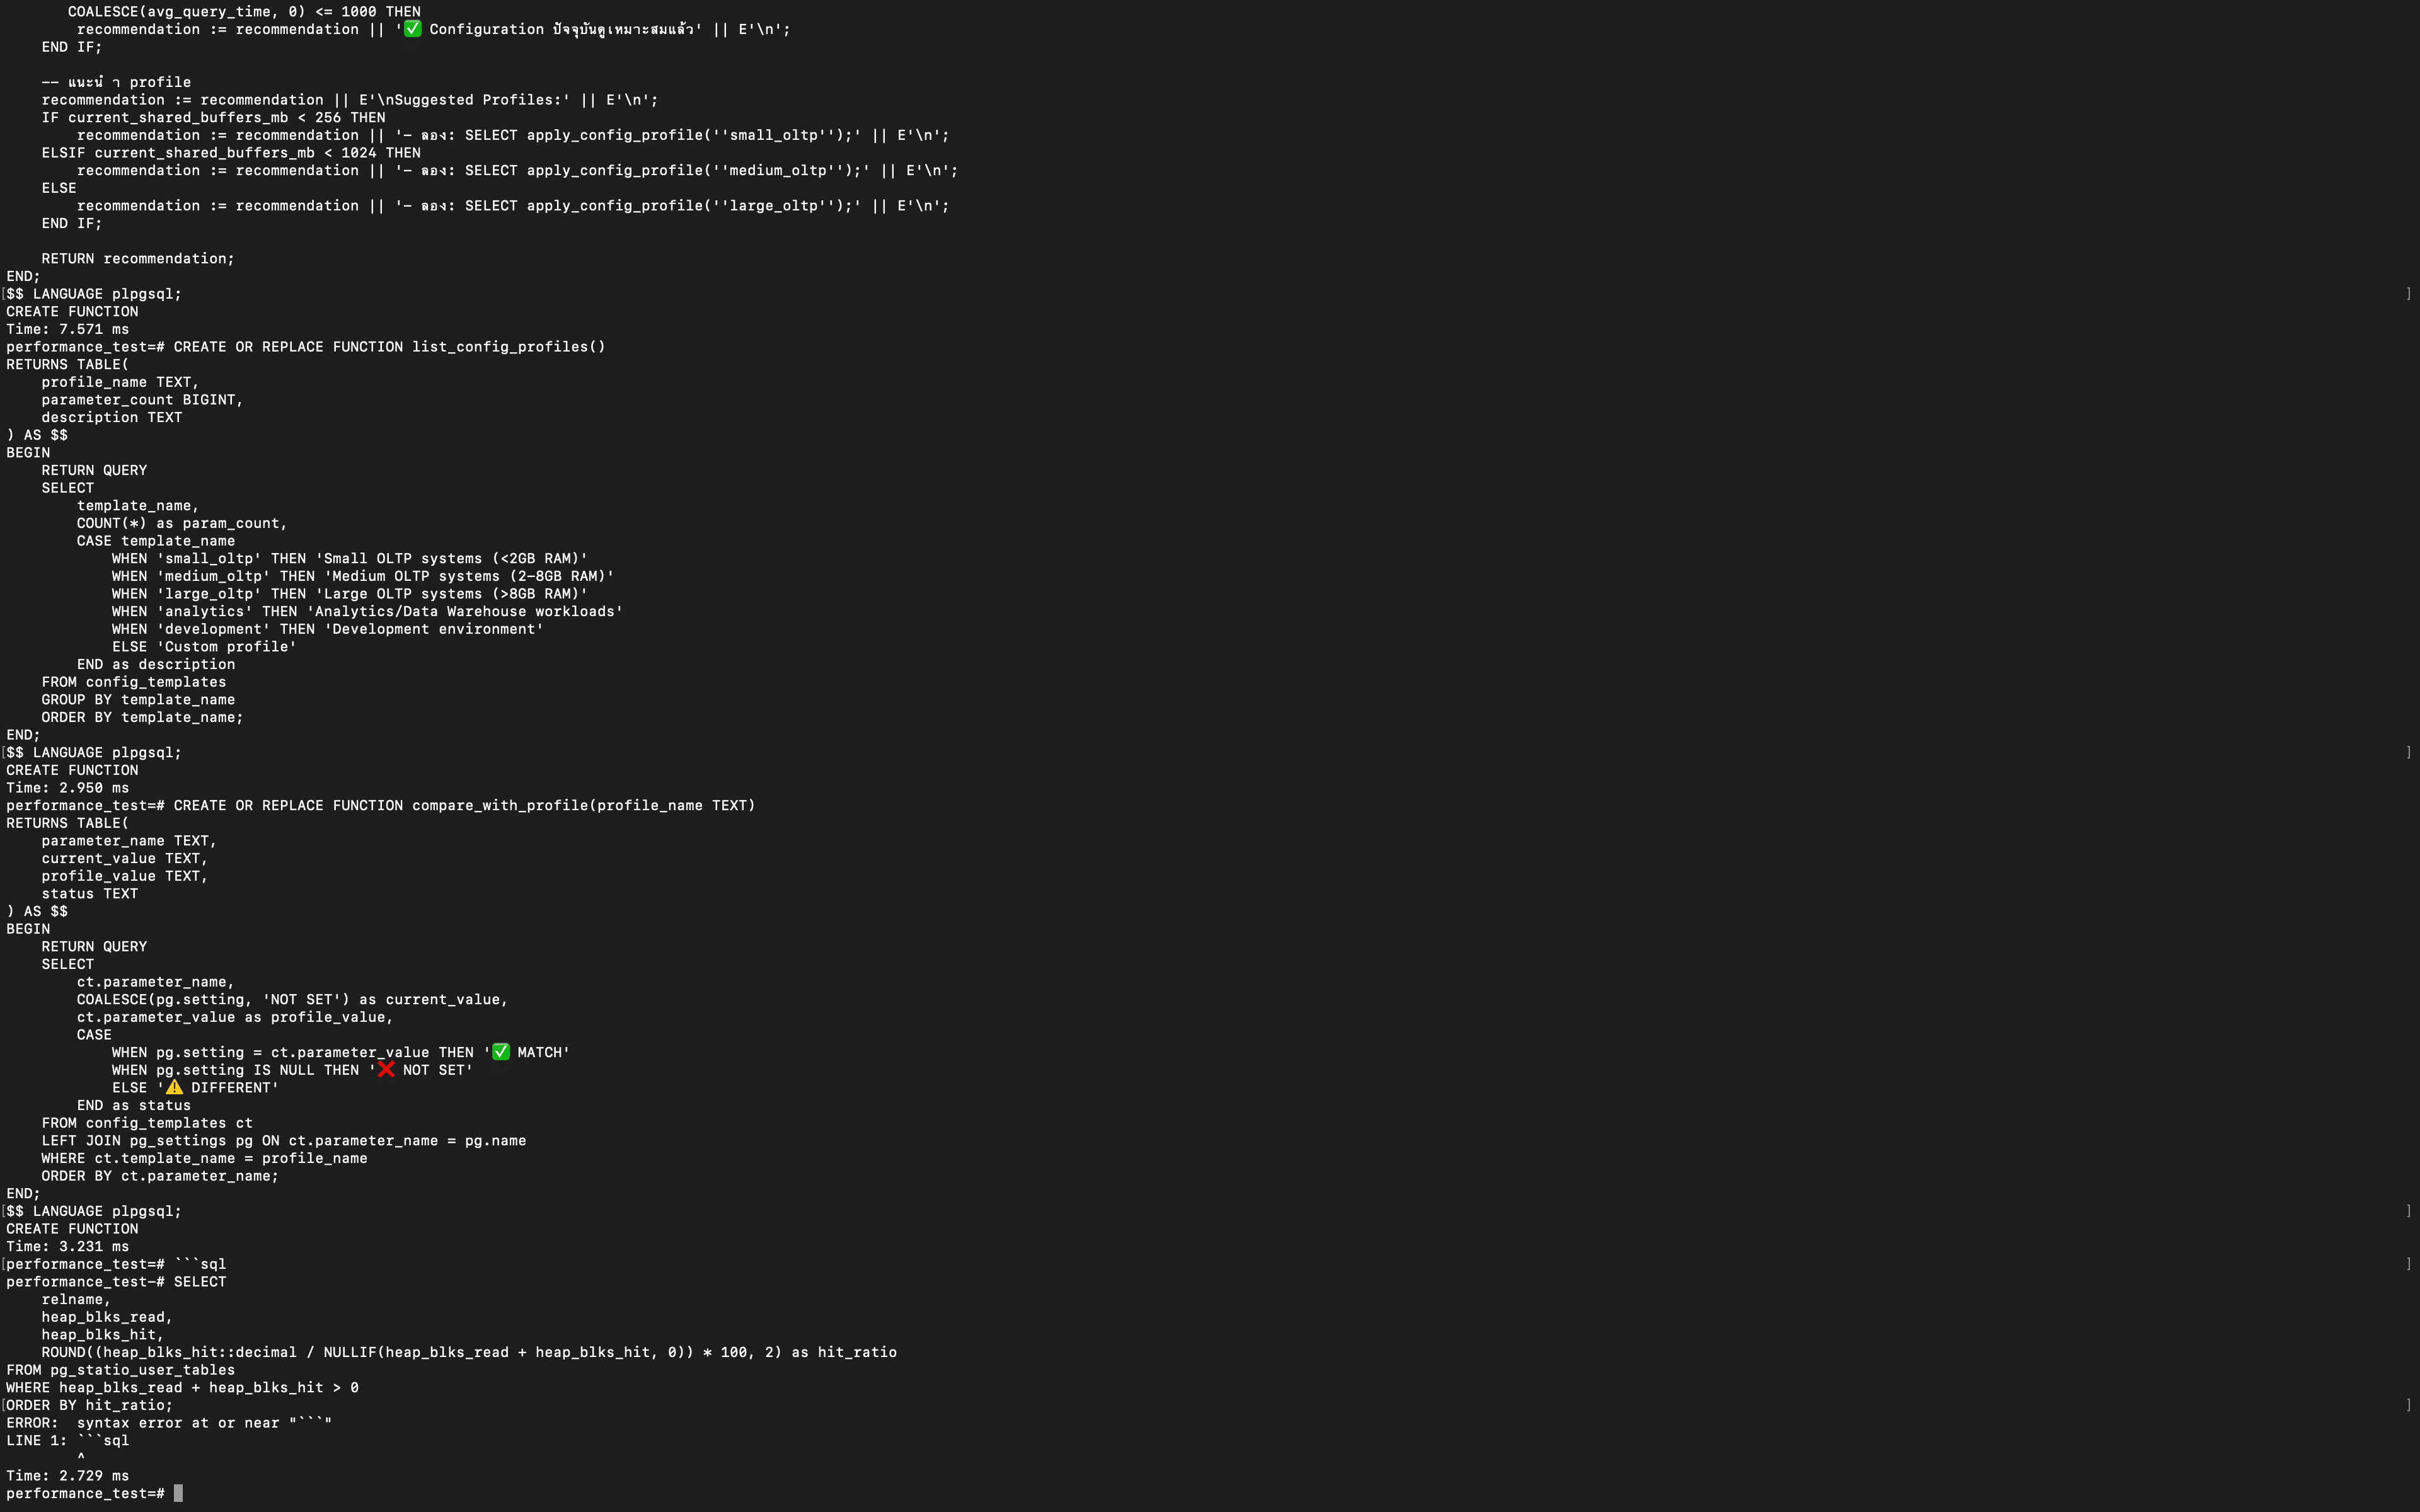 COALESCE(avg_query_time, 0) <= 1000 THEN
        recommendation := recommendation || '✅ Configuration ปัจจุบันดูเหมาะสมแล้ว' || E'\n';
    END IF;

    -- แนะนำ profile
    recommendation := recommendation || E'\nSuggested Profiles:' || E'\n';
    IF current_shared_buffers_mb < 256 THEN
        recommendation := recommendation || '- ลอง: SELECT apply_config_profile(''small_oltp'');' || E'\n';
    ELSIF current_shared_buffers_mb < 1024 THEN
        recommendation := recommendation || '- ลอง: SELECT apply_config_profile(''medium_oltp'');' || E'\n';
    ELSE
        recommendation := recommendation || '- ลอง: SELECT apply_config_profile(''large_oltp'');' || E'\n';
    END IF;

    RETURN recommendation;
END;
[$$ LANGUAGE plpgsql; ]
CREATE FUNCTION
Time: 7.571 ms
performance_test=# CREATE OR REPLACE FUNCTION list_config_profiles()
RETURNS TABLE(
    profile_name TEXT,
    parameter_count BIGINT,
    description TEXT
) AS $$
BEGIN
    RETURN QUERY
    SELECT
        template_name,
        COUNT(*) as param_count,
        CASE template_name
            WHEN 'small_oltp' THEN 'Small OLTP systems (<2GB RAM)'
            WHEN 'medium_oltp' THEN 'Medium OLTP systems (2-8GB RAM)'
            WHEN 'large_oltp' THEN 'Large OLTP systems (>8GB RAM)'
            WHEN 'analytics' THEN 'Analytics/Data Warehouse workloads'
            WHEN 'development' THEN 'Development environment'
            ELSE 'Custom profile'
        END as description
    FROM config_templates
    GROUP BY template_name
    ORDER BY template_name;
END;
[$$ LANGUAGE plpgsql; ]
CREATE FUNCTION
Time: 2.950 ms
performance_test=# CREATE OR REPLACE FUNCTION compare_with_profile(profile_name TEXT)
RETURNS TABLE(
    parameter_name TEXT,
    current_value TEXT,
    profile_value TEXT,
    status TEXT
) AS $$
BEGIN
    RETURN QUERY
    SELECT
        ct.parameter_name,
        COALESCE(pg.setting, 'NOT SET') as current_value,
        ct.parameter_value as profile_value,
        CASE
            WHEN pg.setting = ct.parameter_value THEN '✅ MATCH'
            WHEN pg.setting IS NULL THEN '❌ NOT SET'
            ELSE '⚠️ DIFFERENT'
        END as status
    FROM config_templates ct
    LEFT JOIN pg_settings pg ON ct.parameter_name = pg.name
    WHERE ct.template_name = profile_name
    ORDER BY ct.parameter_name;
END;
[$$ LANGUAGE plpgsql; ]
CREATE FUNCTION
Time: 3.231 ms
[performance_test=# ```sql ]
performance_test-# SELECT
    relname,
    heap_blks_read,
    heap_blks_hit,
    ROUND((heap_blks_hit::decimal / NULLIF(heap_blks_read + heap_blks_hit, 0)) * 100, 2) as hit_ratio
FROM pg_statio_user_tables
WHERE heap_blks_read + heap_blks_hit > 0
[ORDER BY hit_ratio; ]
ERROR:  syntax error at or near "```"
LINE 1: ```sql
        ^
Time: 2.729 ms
performance_test=#